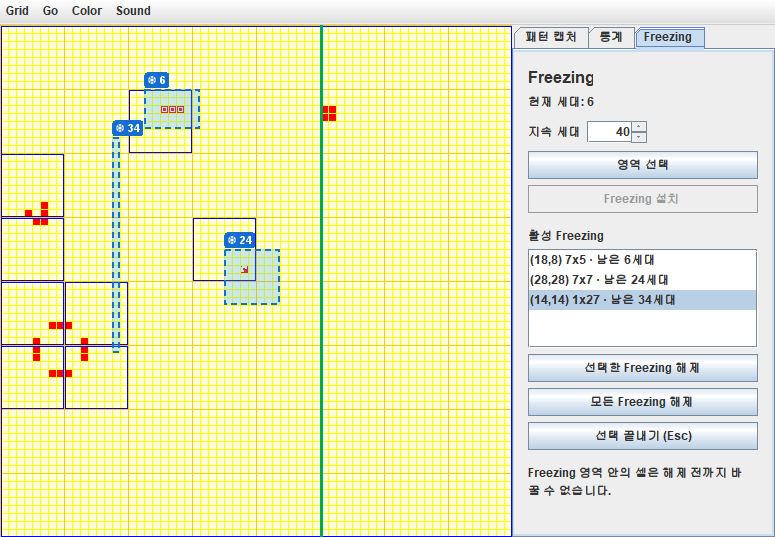 Grid Go Color Sound
패턴 캡처 통계 Freezing
Freezing
현재 세대: 6
지속 세대 40
영역 선택
Freezing 설치
활성 Freezing
(18,8) 7x5 · 남은 6세대
(28,28) 7x7 · 남은 24세대
(14,14) 1x27 · 남은 34세대
선택한 Freezing 해제
모든 Freezing 해제
선택 끝내기 (Esc)
Freezing 영역 안의 셀은 해제 전까지 바
꿀 수 없습니다.
❄ 6
❄ 34
❄ 24